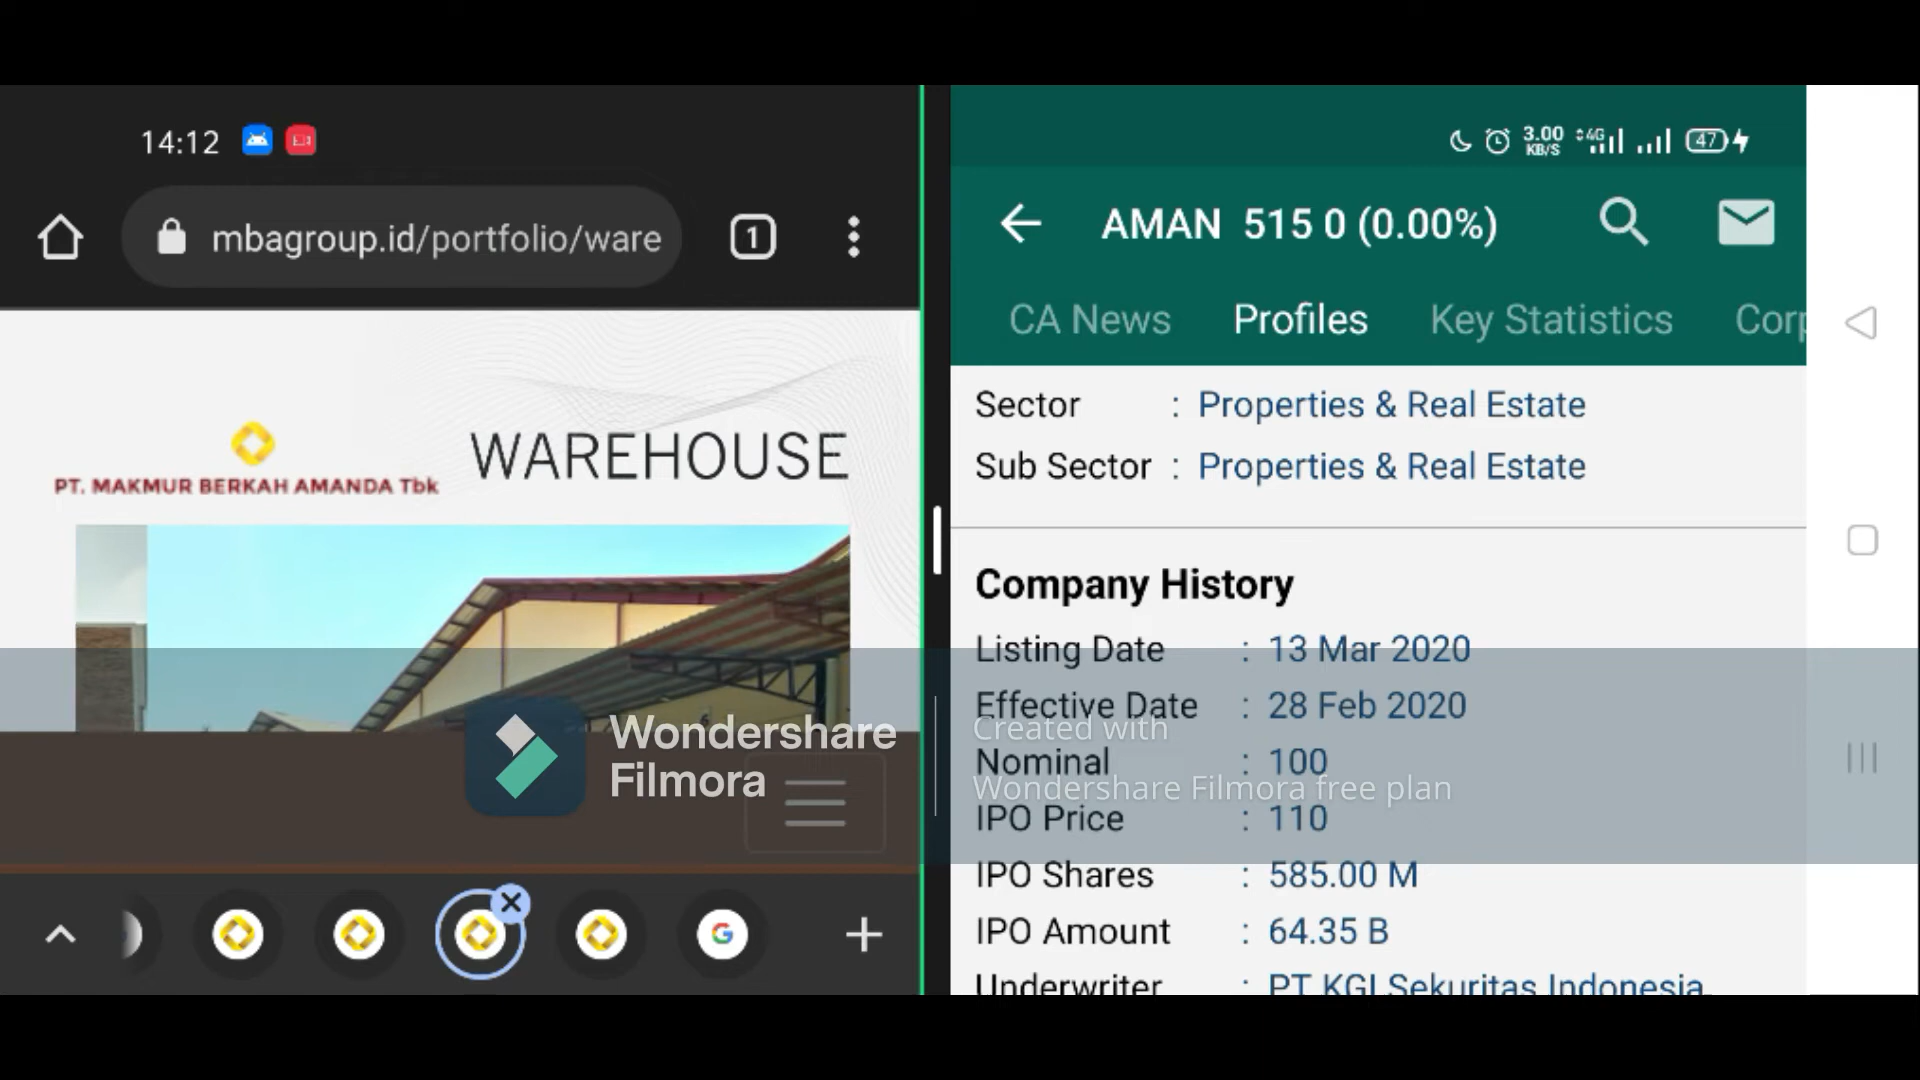 14:12
mbagroup.id/portfolio/ware
1
PT. MAKMUR BERKAH AMANDA Tbk
WAREHOUSE
Wondershare
Filmora
G
3.00
KB/S
4G
47
AMAN 515 0 (0.00%)
CA News Profiles Key Statistics Corp
Sector : Properties & Real Estate
Sub Sector : Properties & Real Estate
Company History
Listing Date : 13 Mar 2020
Effective Date : 28 Feb 2020
Created with
Nominal : 100
Wondershare Filmora free plan
IPO Price : 110
IPO Shares : 585.00 M
IPO Amount : 64.35 B
Underwriter : PT KGI Sekuritas Indonesia